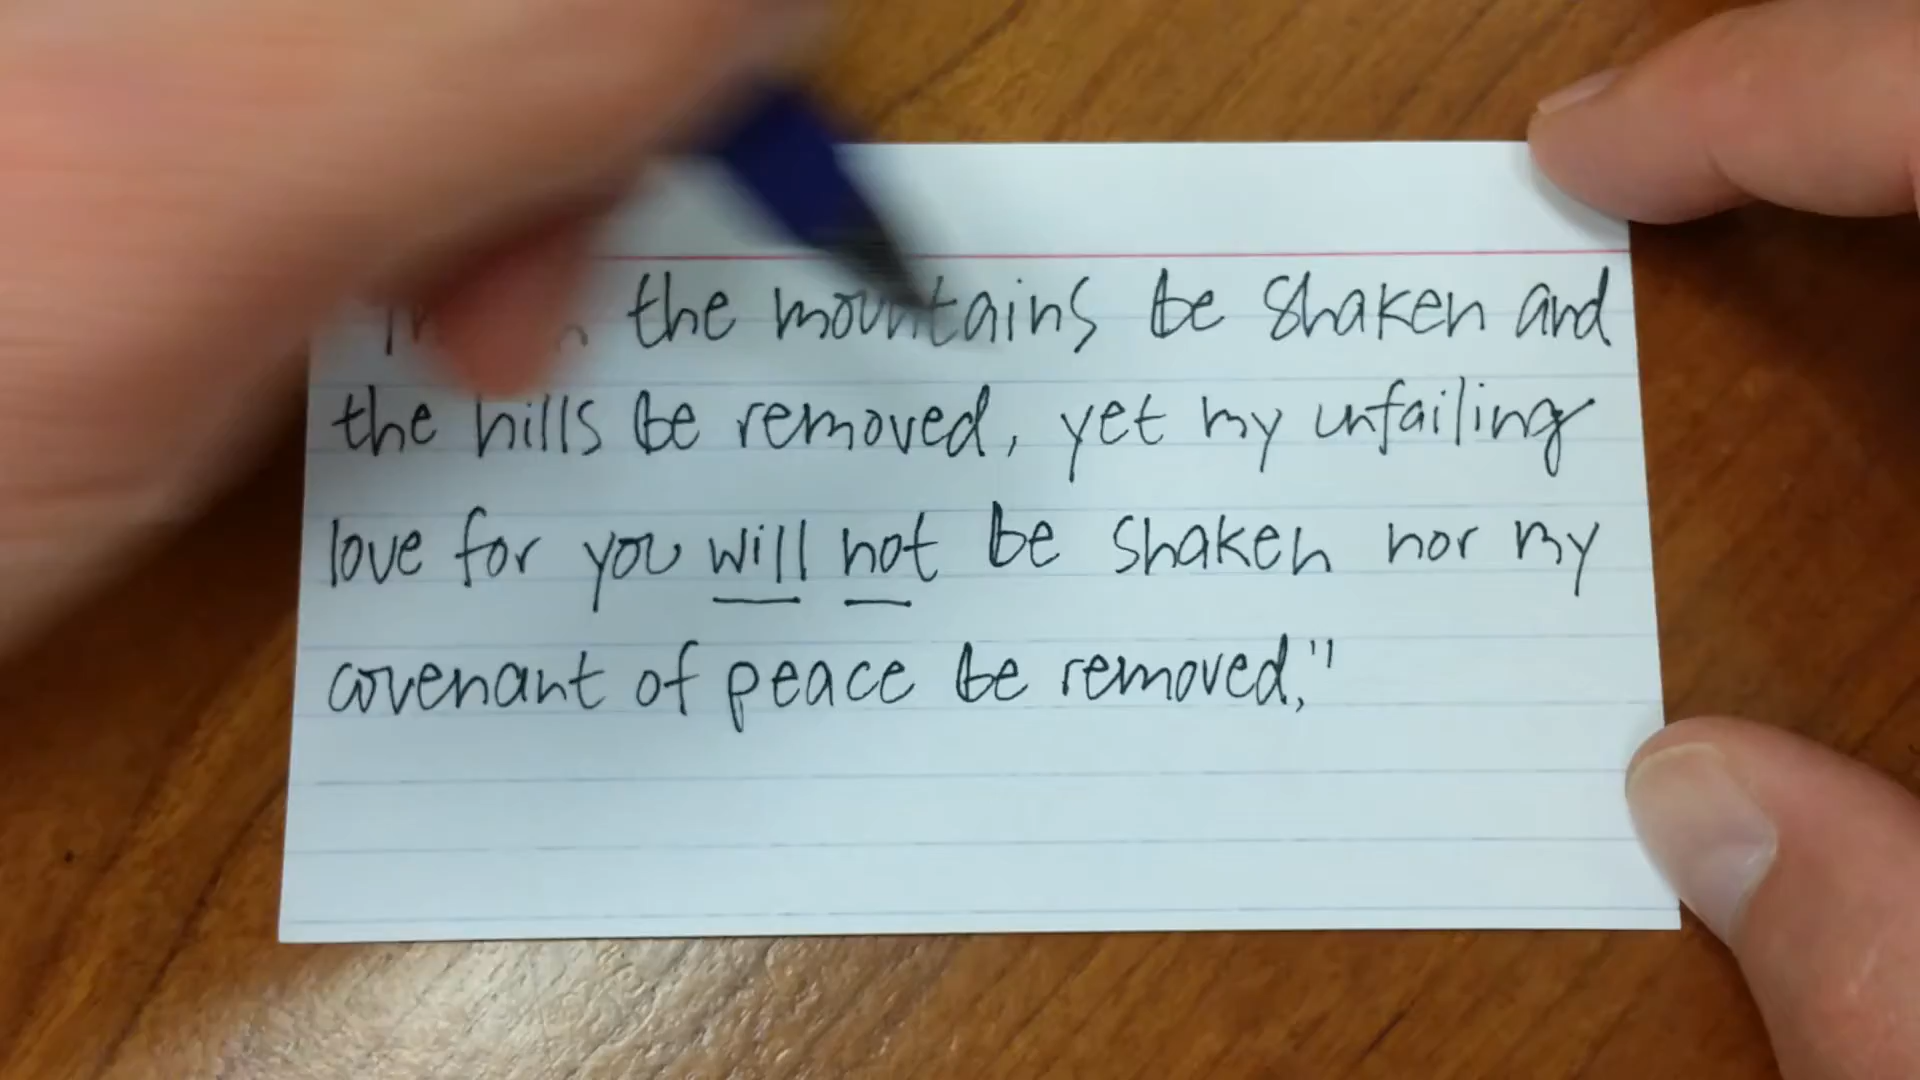 the mountains be shaken and
the hills be removed, yet my unfailing
love for you will not be shaken nor my
covenant of peace be removed,"